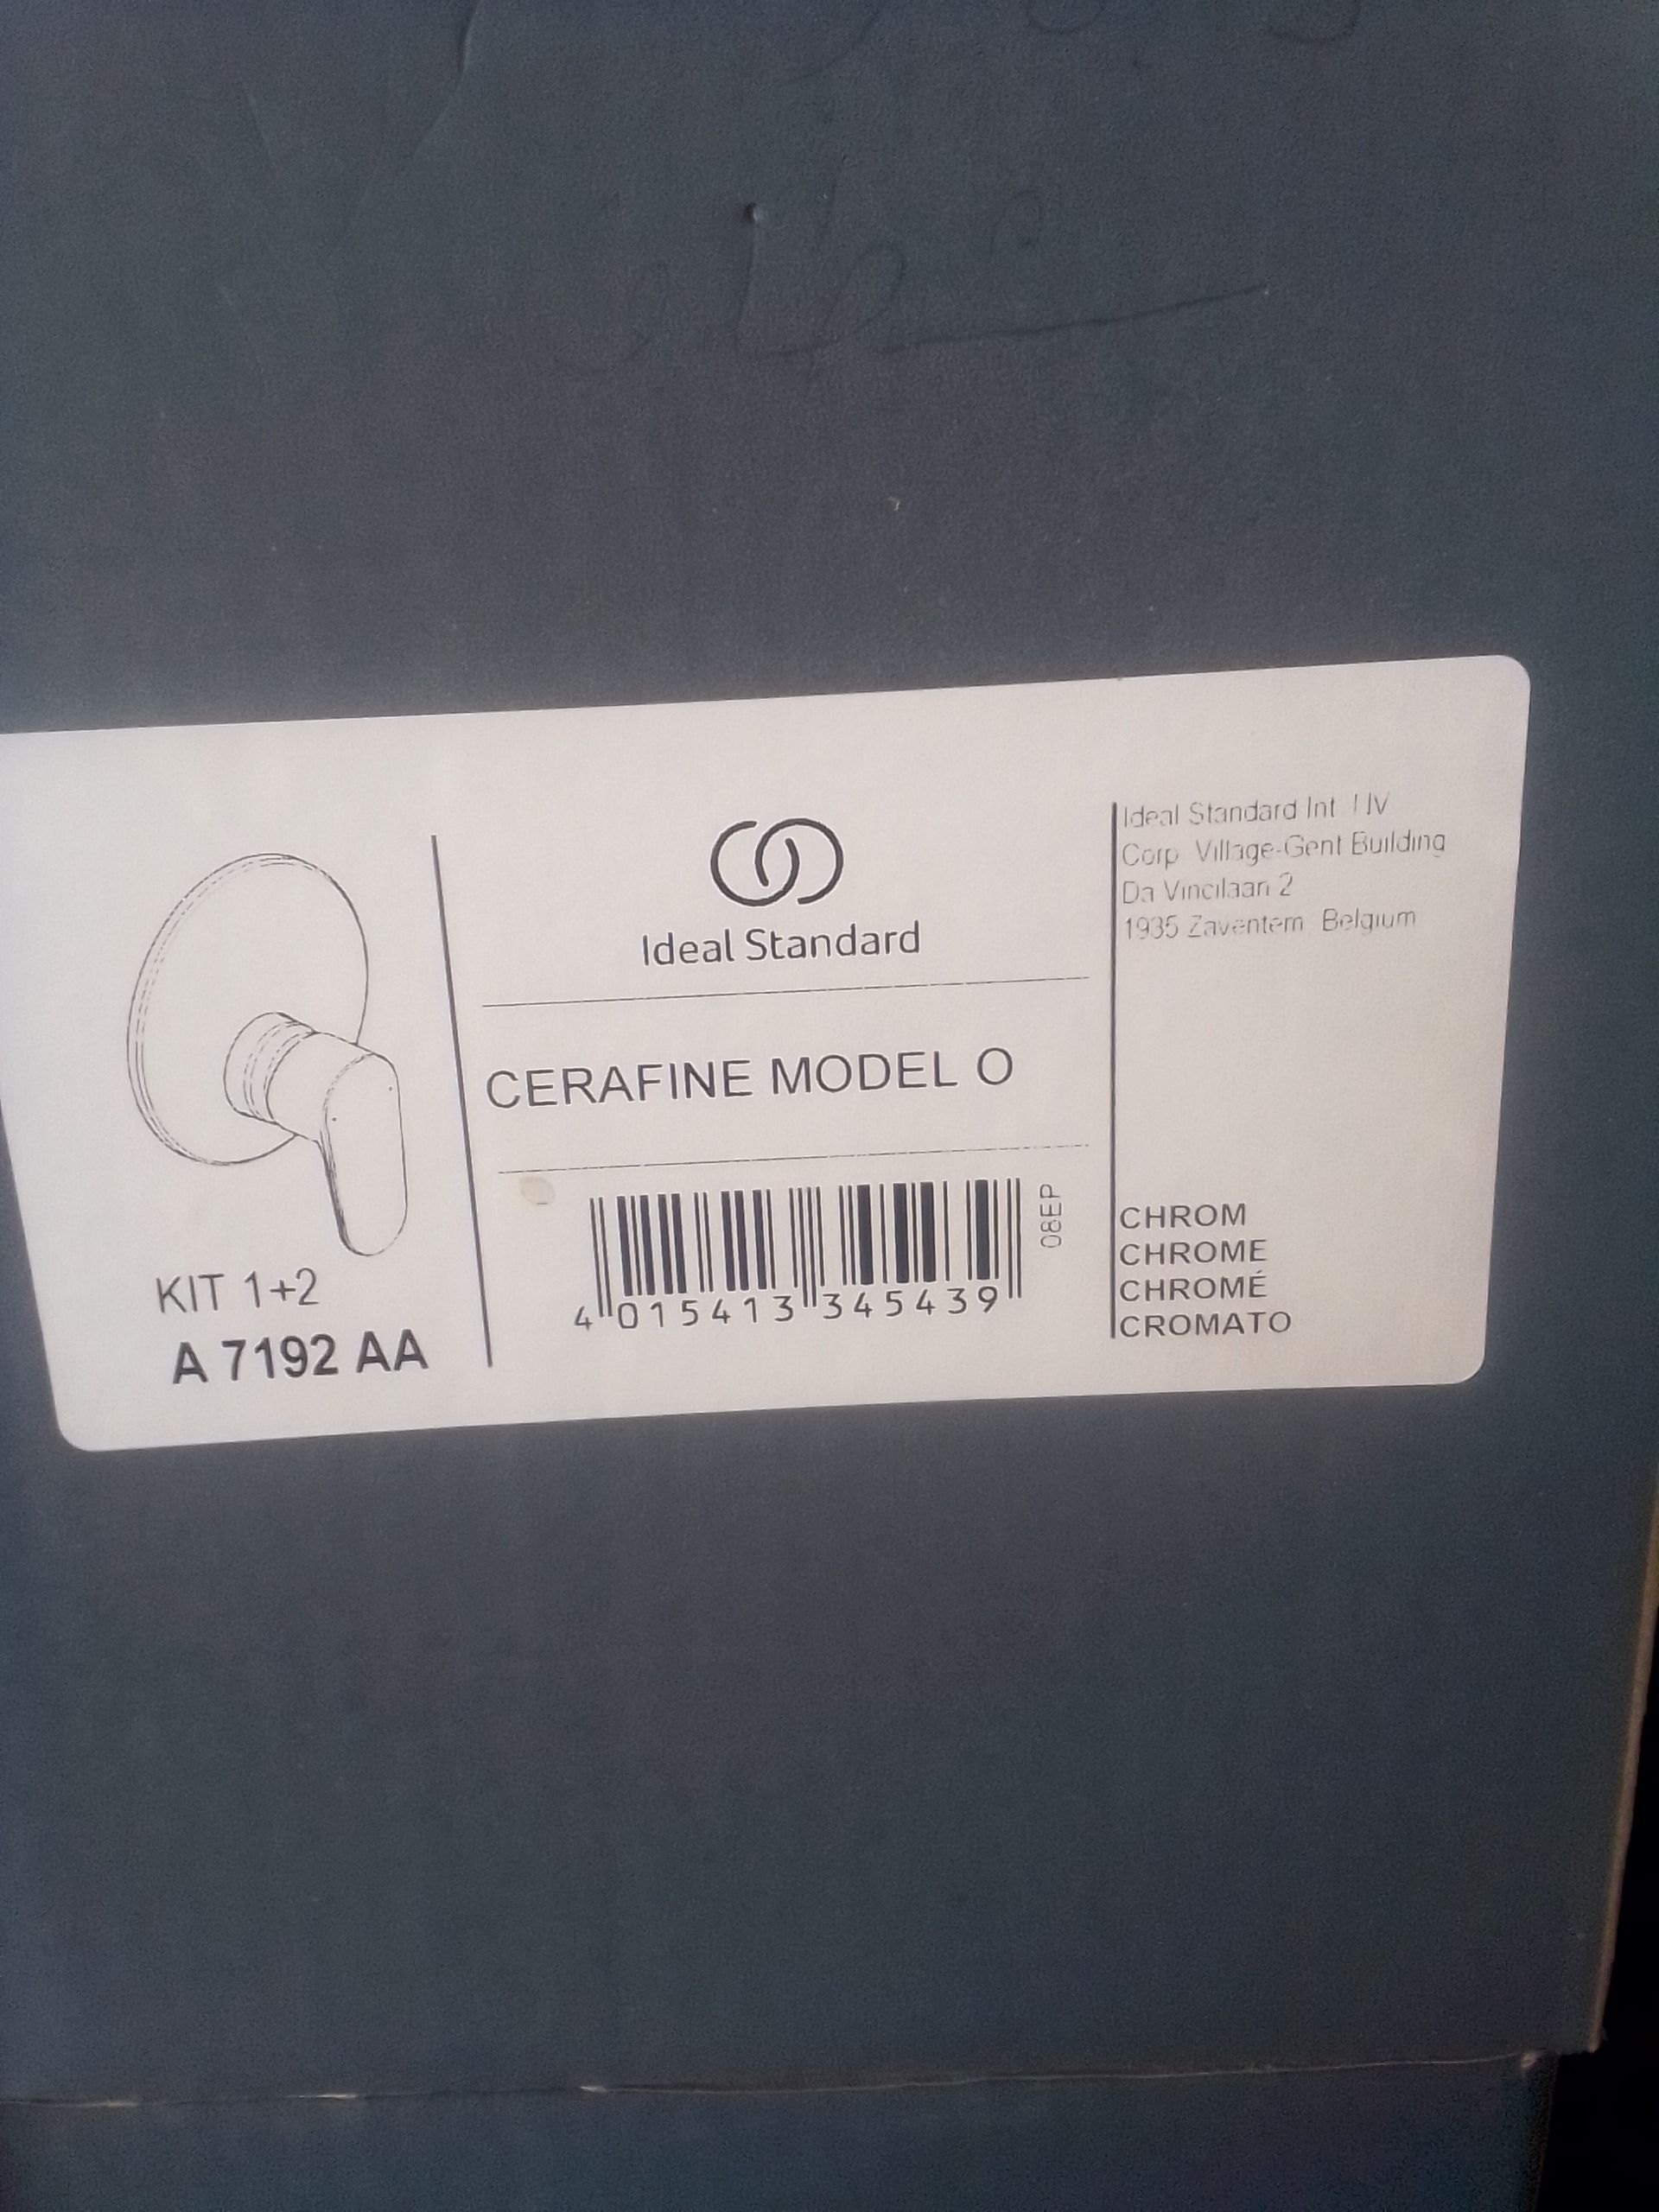 Ideal Standard
CERAFINE MODEL O
4 015413 345439
08EP
KIT 1+2
A 7192 AA
Ideal Standard Int
Corp Village-Gent Building
Da Vincilaan 2
1935 Zaventem Belgium
CHROM
CHROME
CHROMÉ
CROMATO